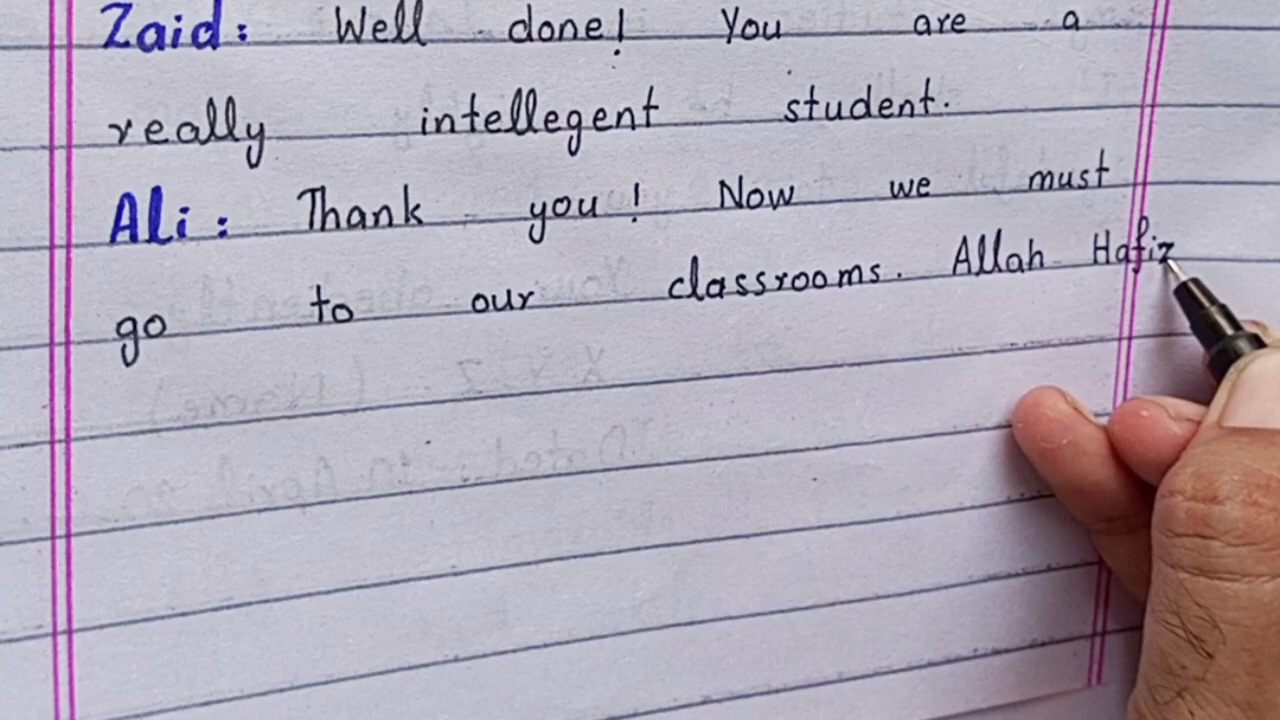 Zaid: Well done! You are a
really intellegent student.
Ali: Thank you! Now we must
go to our classrooms. Allah Hafiz